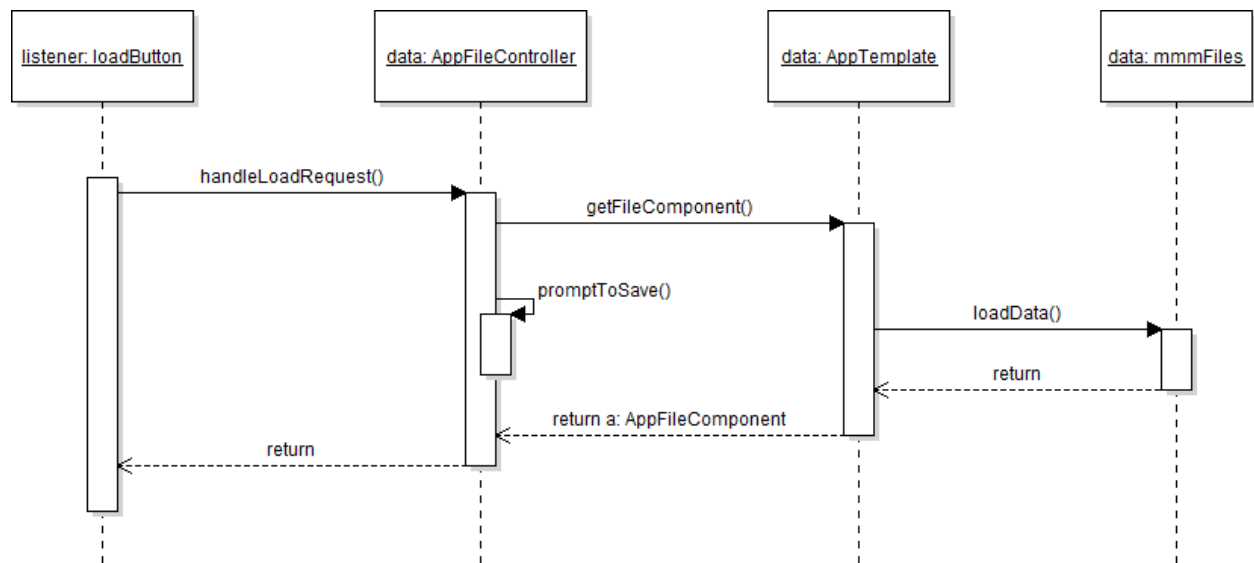 listener: loadButton
data: AppFileController
data: AppTemplate
data: mmmFiles
handleLoadRequest()
getFileComponent()
promptToSave()
loadData()
return
return a: AppFileComponent
return